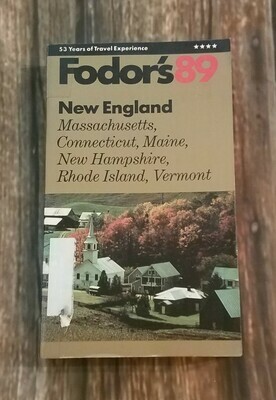 53 Years of Travel Experience ★★★★
Fodor's89
New England
Massachusetts,
Connecticut, Maine,
New Hampshire,
Rhode Island, Vermont